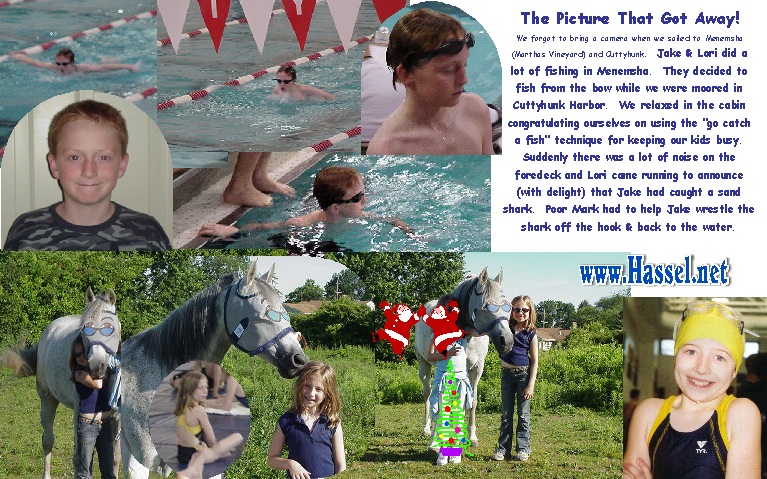 The Picture That Got Away!
We forgot to bring a camera when we sailed to Menemsha
(Marthas Vineyard) and Cuttyhunk. Jake & Lori did a
lot of fishing in Menemsha. They decided to
fish from the bow while we were moored in
Cuttyhunk Harbor. We relaxed in the cabin
congratulating ourselves on using the "go catch
a fish" technique for keeping our kids busy.
Suddenly there was a lot of noise on the
foredeck and Lori came running to announce
(with delight) that Jake had caught a sand
shark. Poor Mark had to help Jake wrestle the
shark off the hook & back to the water.
www.Hassel.net
TYR